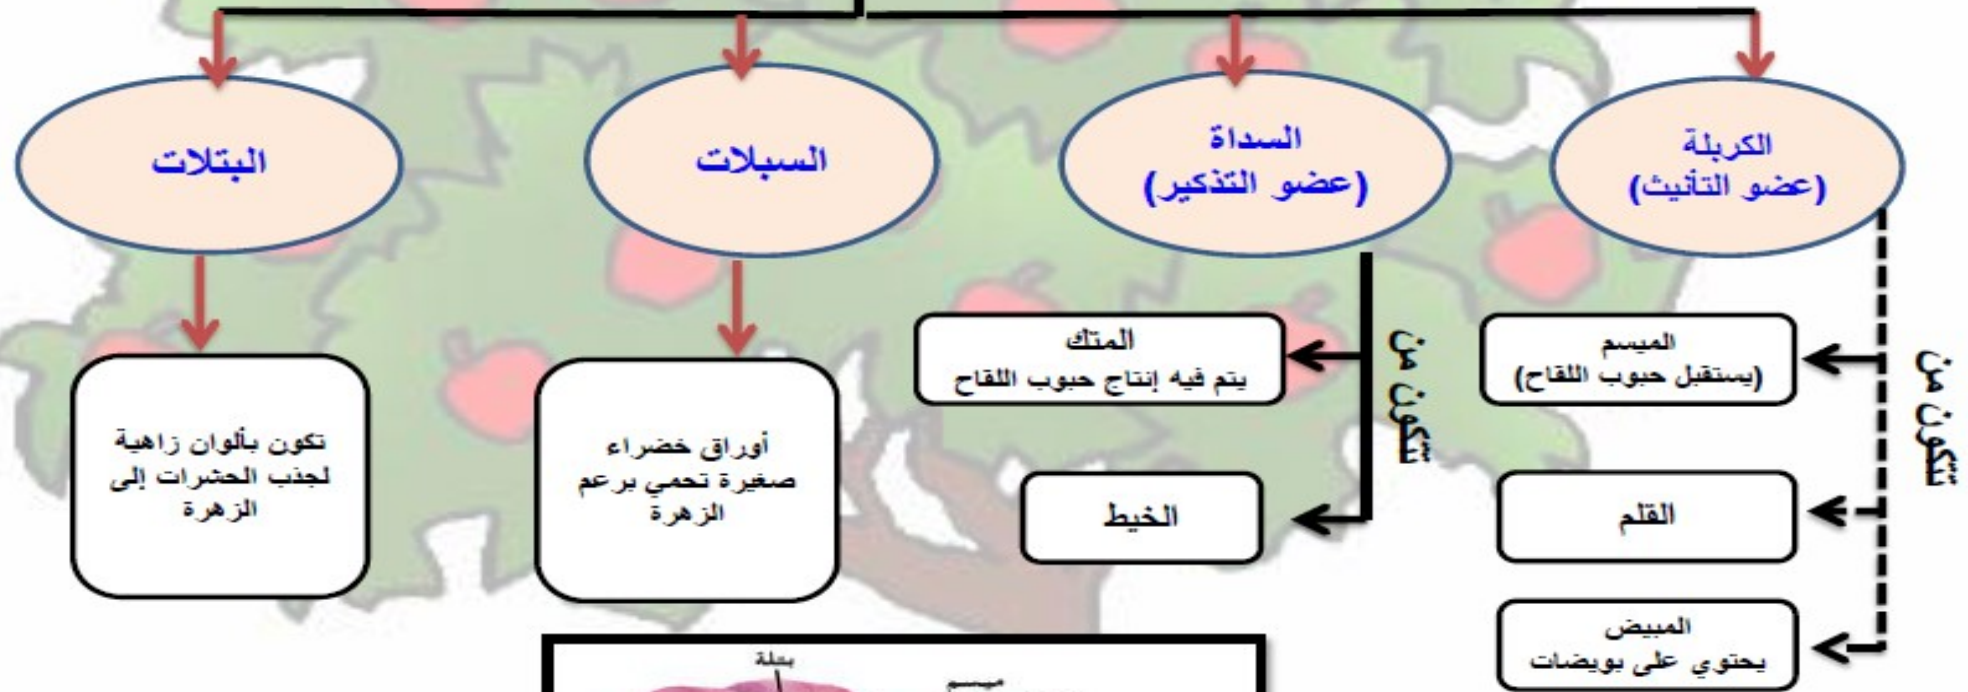 الكربلة
(عضو التأنيث)
السداة
(عضو التذكير)
السبلات
البتلات
تتكون من
الميسم
(يستقبل حبوب اللقاح)
القلم
المبيض
يحتوي على بويضات
تتكون من
المتك
يتم فيه إنتاج حبوب اللقاح
الخيط
أوراق خضراء
صغيرة تحمي برعم
الزهرة
تكون بألوان زاهية
لجذب الحشرات إلى
الزهرة
بتلة
ميسم